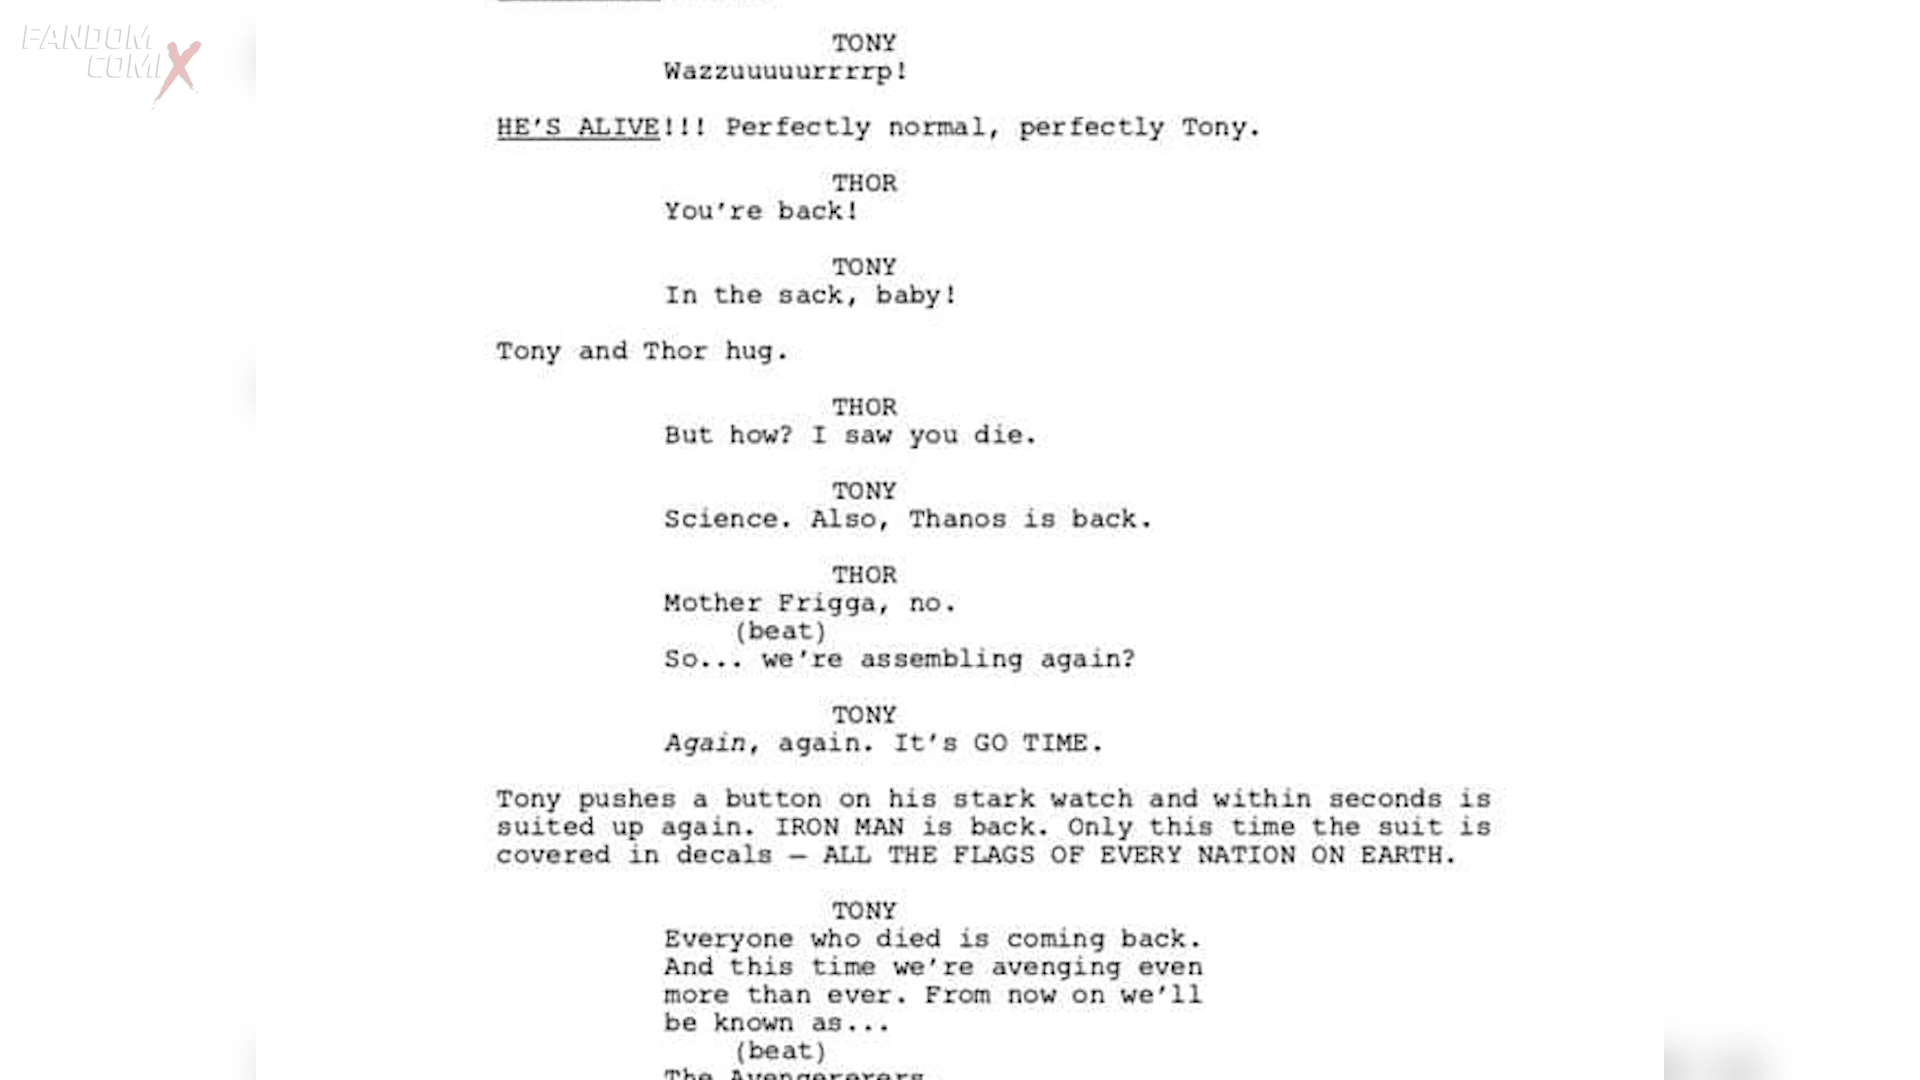 FANDOM
COMIX
TONY
Wazzuuuuurrrrp!
HE'S ALIVE!!! Perfectly normal, perfectly Tony.
THOR
You're back!
TONY
In the sack, baby!
Tony and Thor hug.
THOR
But how? I saw you die.
TONY
Science. Also, Thanos is back.
THOR
Mother Frigga, no.
(beat)
So... we're assembling again?
TONY
Again, again. It's GO TIME.
Tony pushes a button on his stark watch and within seconds is
suited up again. IRON MAN is back. Only this time the suit is
covered in decals — ALL THE FLAGS OF EVERY NATION ON EARTH.
TONY
Everyone who died is coming back.
And this time we're avenging even
more than ever. From now on we'll
be known as...
(beat)
The Avengererers